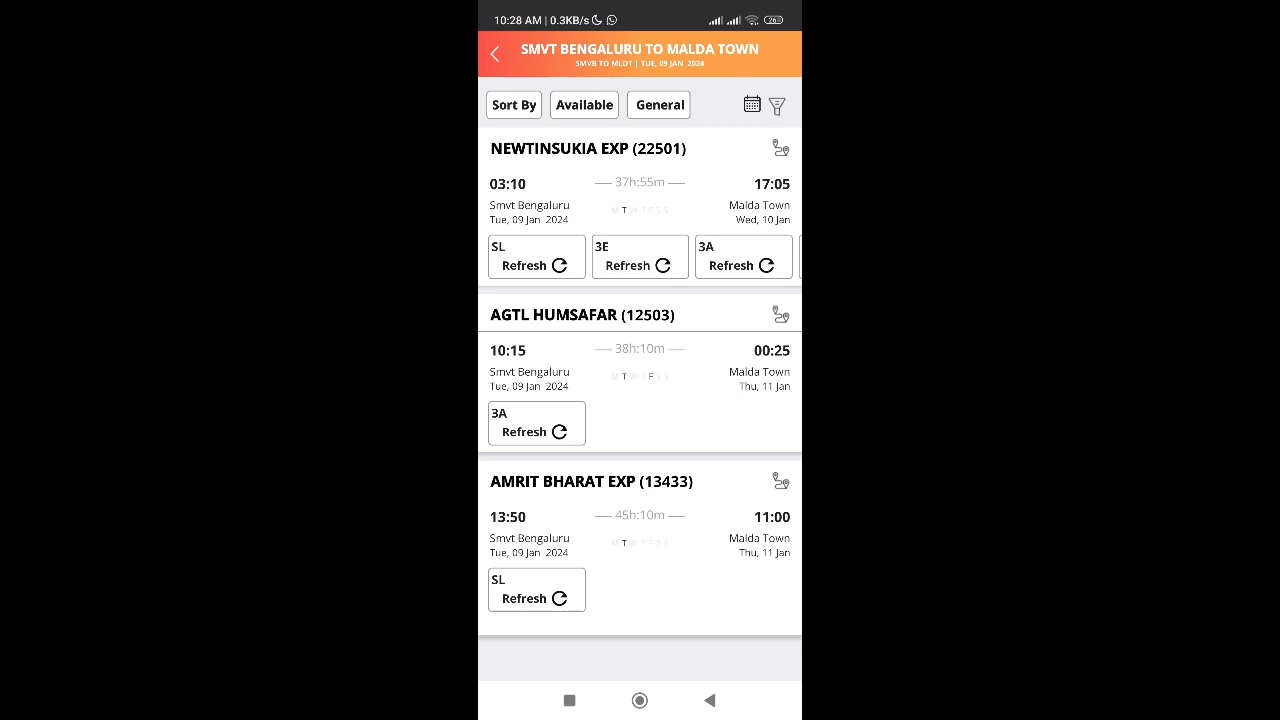 10:28 AM | 0.3KB/s 26
SMVT BENGALURU TO MALDA TOWN
SMVB TO MLDT | TUE, 09 JAN 2024
Sort By Available General
NEWTINSUKIA EXP (22501)
03:10 37h:55m 17:05
Smvt Bengaluru M T W T F S S Malda Town
Tue, 09 Jan 2024 Wed, 10 Jan
SL 3E 3A
Refresh Refresh Refresh
AGTL HUMSAFAR (12503)
10:15 38h:10m 00:25
Smvt Bengaluru M T W T F S S Malda Town
Tue, 09 Jan 2024 Thu, 11 Jan
3A
Refresh
AMRIT BHARAT EXP (13433)
13:50 45h:10m 11:00
Smvt Bengaluru M T W T F S S Malda Town
Tue, 09 Jan 2024 Thu, 11 Jan
SL
Refresh